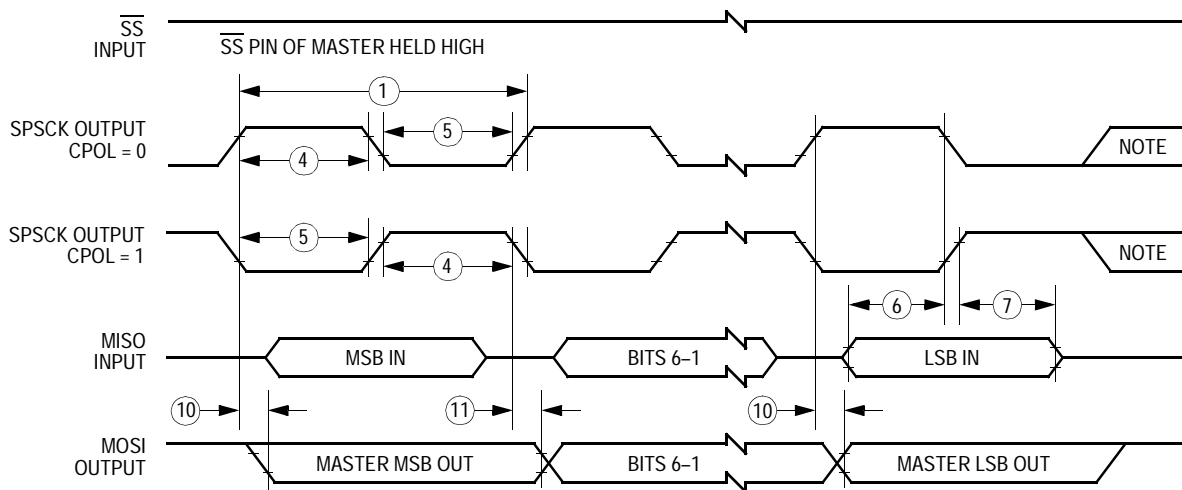 SS
INPUT
SS PIN OF MASTER HELD HIGH
1
SPSCK OUTPUT
CPOL = 0
5
4
NOTE
SPSCK OUTPUT
CPOL = 1
5
4
NOTE
6
7
MISO
INPUT
MSB IN
BITS 6–1
LSB IN
10
11
10
MOSI
OUTPUT
MASTER MSB OUT
BITS 6–1
MASTER LSB OUT